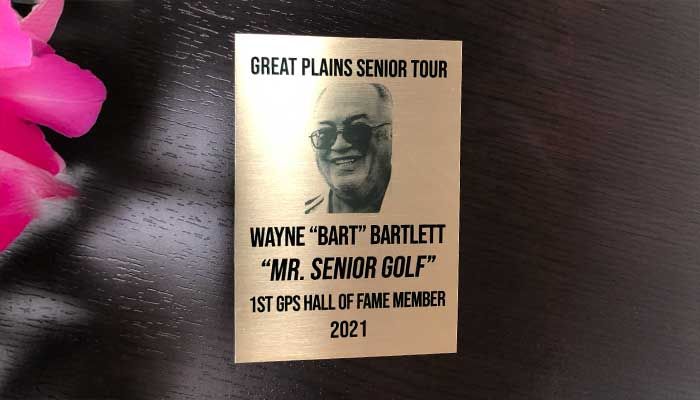 GREAT PLAINS SENIOR TOUR
WAYNE “BART” BARTLETT
“MR. SENIOR GOLF”
1ST GPS HALL OF FAME MEMBER
2021